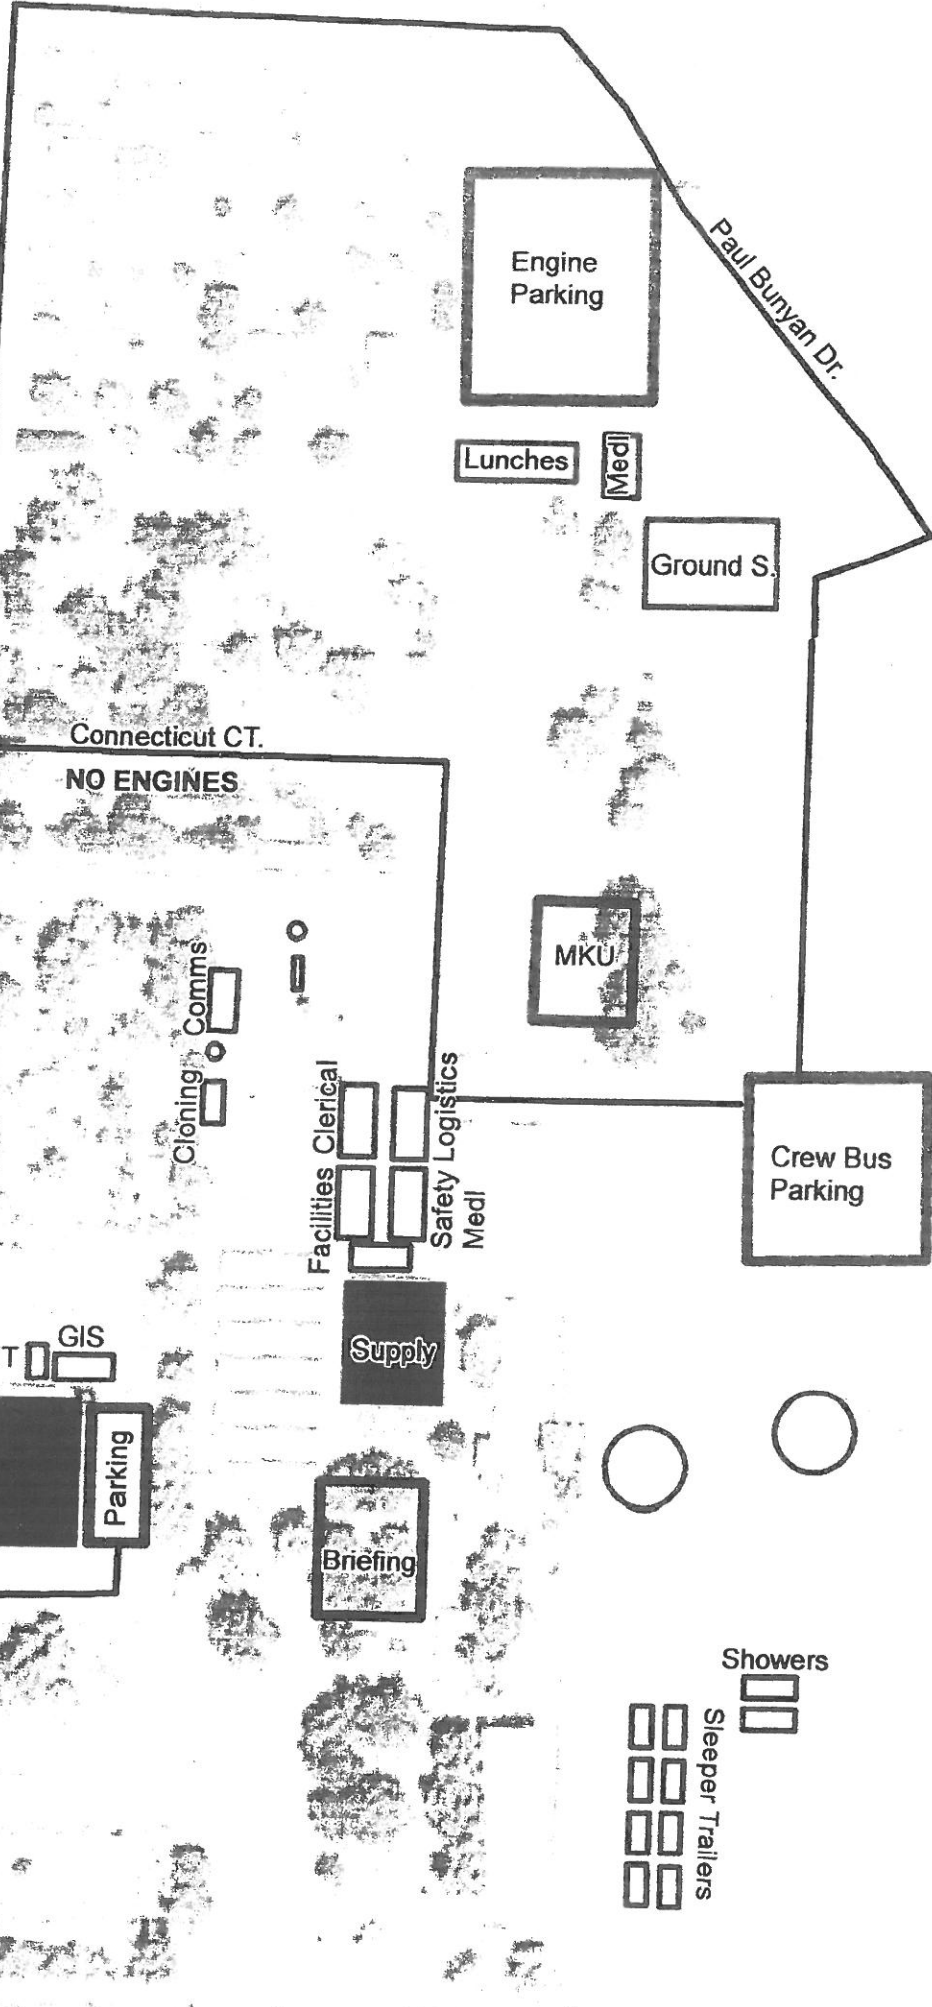 Engine
Parking
Paul Bunyan Dr.
Lunches
Medl
Ground S.
Connecticut CT.
NO ENGINES
MKU
Comms
Cloning
Clerical
Logistics
Facilities
Safety
Medl
Crew Bus
Parking
Supply
T
GIS
Parking
Briefing
Showers
Sleeper Trailers